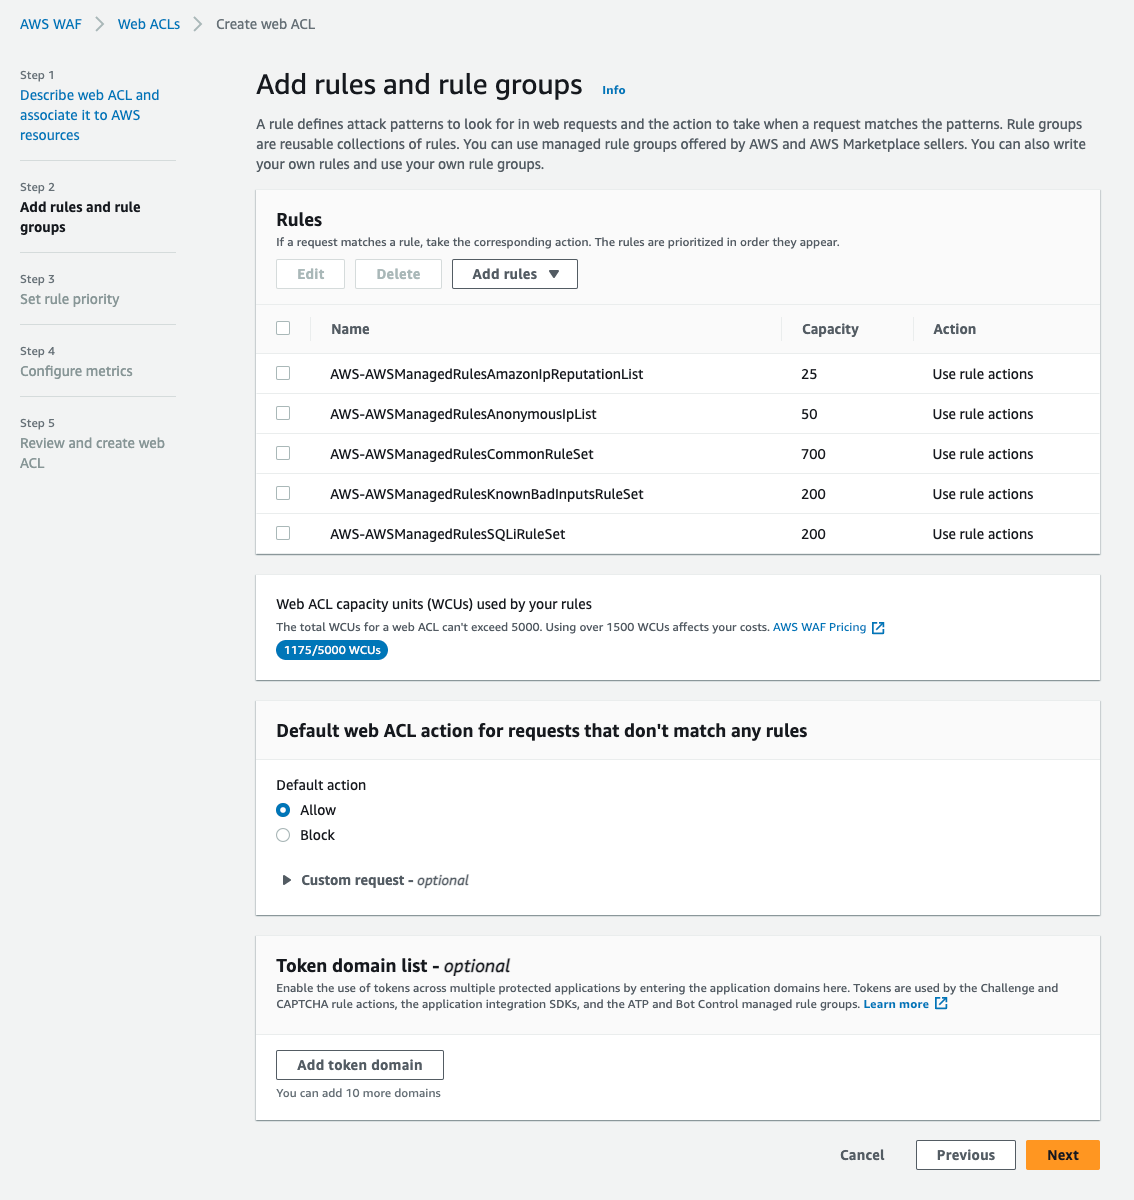 AWS WAF > Web ACLs > Create web ACL
Step 1
Describe web ACL and
associate it to AWS
resources
Step 2
Add rules and rule
groups
Step 3
Set rule priority
Step 4
Configure metrics
Step 5
Review and create web
ACL
Add rules and rule groups Info
A rule defines attack patterns to look for in web requests and the action to take when a request matches the patterns. Rule groups
are reusable collections of rules. You can use managed rule groups offered by AWS and AWS Marketplace sellers. You can also write
your own rules and use your own rule groups.
Rules
If a request matches a rule, take the corresponding action. The rules are prioritized in order they appear.
Edit Delete Add rules
Name Capacity Action
AWS-AWSManagedRulesAmazonIpReputationList 25 Use rule actions
AWS-AWSManagedRulesAnonymousIpList 50 Use rule actions
AWS-AWSManagedRulesCommonRuleSet 700 Use rule actions
AWS-AWSManagedRulesKnownBadInputsRuleSet 200 Use rule actions
AWS-AWSManagedRulesSQLiRuleSet 200 Use rule actions
Web ACL capacity units (WCUs) used by your rules
The total WCUs for a web ACL can't exceed 5000. Using over 1500 WCUs affects your costs. AWS WAF Pricing
1175/5000 WCUs
Default web ACL action for requests that don't match any rules
Default action
Allow
Block
Custom request - optional
Token domain list - optional
Enable the use of tokens across multiple protected applications by entering the application domains here. Tokens are used by the Challenge and
CAPTCHA rule actions, the application integration SDKs, and the ATP and Bot Control managed rule groups. Learn more
Add token domain
You can add 10 more domains
Cancel Previous Next